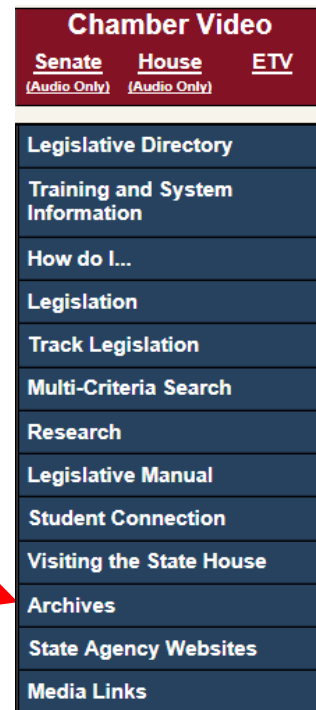 Chamber Video
Senate House ETV
(Audio Only) (Audio Only)
Legislative Directory
Training and System
Information
How do I...
Legislation
Track Legislation
Multi-Criteria Search
Research
Legislative Manual
Student Connection
Visiting the State House
Archives
State Agency Websites
Media Links